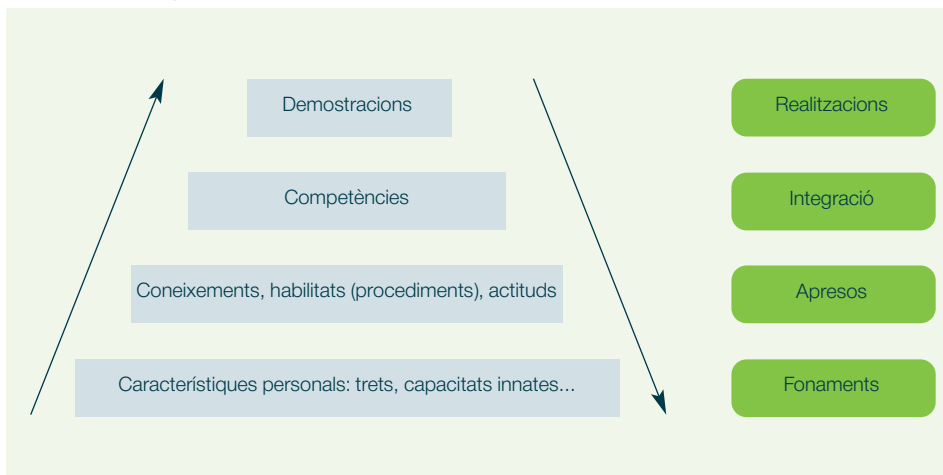 Demostracions
Realitzacions
Competències
Integració
Coneixements, habilitats (procediments), actituds
Apresos
Característiques personals: trets, capacitats innates...
Fonaments